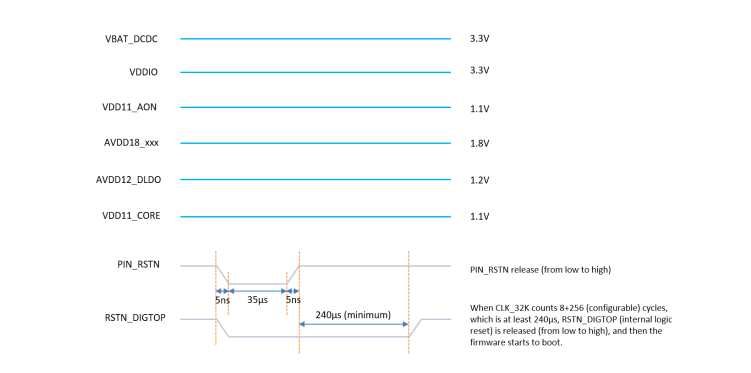 VBAT_DCDC 3.3V
VDDIO 3.3V
VDD11_AON 1.1V
AVDD18_xxx 1.8V
AVDD12_DLDO 1.2V
VDD11_CORE 1.1V
PIN_RSTN PIN_RSTN release (from low to high)
5ns 35μs 5ns
RSTN_DIGTOP 240μs (minimum)
When CLK_32K counts 8+256 (configurable) cycles,
which is at least 240μs, RSTN_DIGTOP (internal logic
reset) is released (from low to high), and then the
firmware starts to boot.